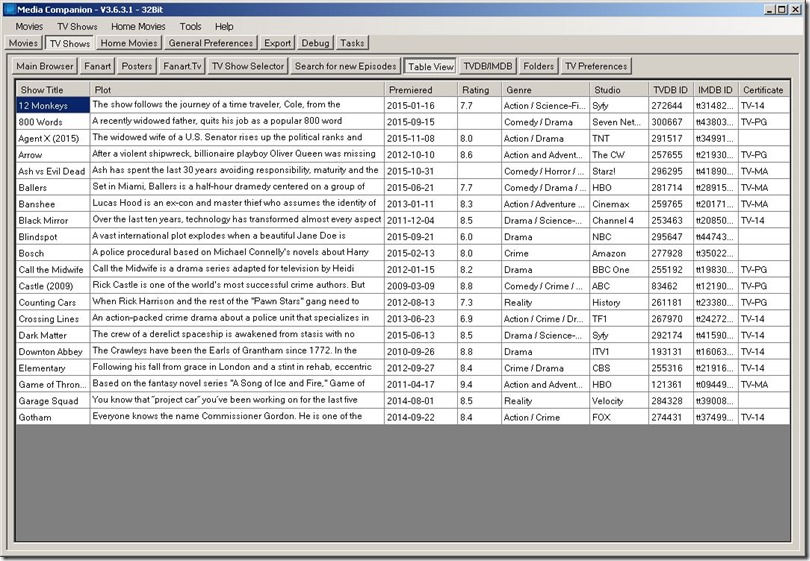 Media Companion - V3.6.3.1 - 32Bit
Movies TV Shows Home Movies Tools Help
Movies TV Shows Home Movies General Preferences Export Debug Tasks
Main Browser Fanart Posters Fanart.Tv TV Show Selector Search for new Episodes Table View TVDB/IMDB Folders TV Preferences
Show Title Plot Premiered Rating Genre Studio TVDB ID IMDB ID Certificate
12 Monkeys The show follows the journey of a time traveler, Cole, from the 2015-01-16 7.7 Action / Science-Fi... Syfy 272644 tt31482... TV-14
800 Words A recently widowed father, quits his job as a popular 800 word 2015-09-15 Comedy / Drama Seven Net... 300667 tt43803... TV-PG
Agent X (2015) The widowed wife of a U.S. Senator rises up the political ranks and 2015-11-08 8.0 Action / Drama TNT 291517 tt34991...
Arrow After a violent shipwreck, billionaire playboy Oliver Queen was missing 2012-10-10 8.6 Action and Advent... The CW 257655 tt21930... TV-PG
Ash vs Evil Dead Ash has spent the last 30 years avoiding responsibility, maturity and the 2015-10-31 Comedy / Horror / ... Starz! 296295 tt41890... TV-MA
Ballers Set in Miami, Ballers is a half-hour dramedy centered on a group of 2015-06-21 7.7 Comedy / Drama / ... HBO 281714 tt28915... TV-MA
Banshee Lucas Hood is an ex-con and master thief who assumes the identity of 2013-01-11 8.3 Action / Adventure ... Cinemax 259765 tt20171... TV-MA
Black Mirror Over the last ten years, technology has transformed almost every aspect 2011-12-04 8.5 Drama / Science-... Channel 4 253463 tt20850... TV-14
Blindspot A vast international plot explodes when a beautiful Jane Doe is 2015-09-21 6.0 Drama NBC 295647 tt44743...
Bosch A police procedural based on Michael Connelly's novels about Harry 2015-02-13 8.0 Crime Amazon 277928 tt35022...
Call the Midwife Call the Midwife is a drama series adapted for television by Heidi 2012-01-15 8.2 Drama BBC One 255192 tt19830... TV-PG
Castle (2009) Rick Castle is one of the world's most successful crime authors. But 2009-03-09 8.8 Comedy / Crime / ... ABC 83462 tt12190... TV-PG
Counting Cars When Rick Harrison and the rest of the "Pawn Stars" gang need to 2012-08-13 7.3 Reality History 261181 tt23380... TV-PG
Crossing Lines An action-packed crime drama about a police unit that specializes in 2013-06-23 6.9 Action / Crime / Dr... TF1 267970 tt24272... TV-14
Dark Matter The crew of a derelict spaceship is awakened from stasis with no 2015-06-13 8.5 Drama / Science-... Syfy 292174 tt41590... TV-14
Downton Abbey The Crawleys have been the Earls of Grantham since 1772. In the 2010-09-26 8.8 Drama ITV1 193131 tt16063... TV-14
Elementary Following his fall from grace in London and a stint in rehab, eccentric 2012-09-27 8.4 Crime / Drama CBS 255316 tt21916... TV-14
Game of Thron... Based on the fantasy novel series "A Song of Ice and Fire," Game of 2011-04-17 9.4 Action and Advent... HBO 121361 tt09449... TV-MA
Garage Squad You know that "project car" you've been working on for the last five 2014-08-01 8.5 Reality Velocity 284328 tt39008...
Gotham Everyone knows the name Commissioner Gordon. He is one of the 2014-09-22 8.4 Action / Crime FOX 274431 tt37499... TV-14